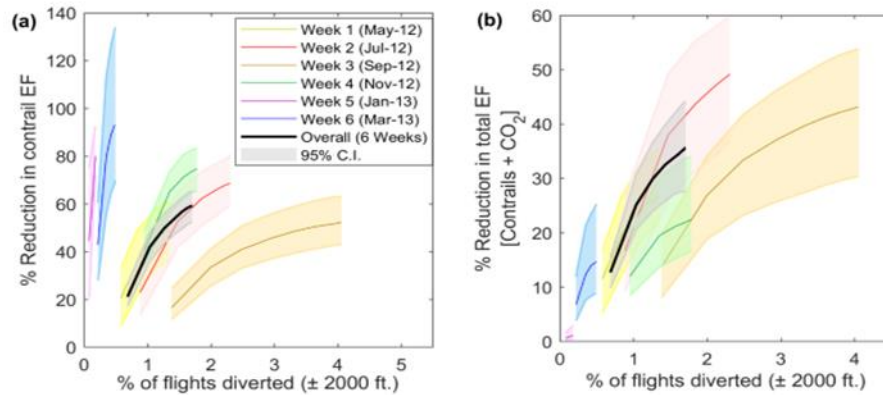 (a)
% Reduction in contrail EF
140
120
100
80
60
40
20
0
0
1
2
3
4
5
% of flights diverted (± 2000 ft.)
Week 1 (May-12)
Week 2 (Jul-12)
Week 3 (Sep-12)
Week 4 (Nov-12)
Week 5 (Jan-13)
Week 6 (Mar-13)
Overall (6 Weeks)
95% C.I.
(b)
% Reduction in total EF
[Contrails + CO₂]
60
50
40
30
20
10
0
0
1
2
3
4
% of flights diverted (± 2000 ft.)